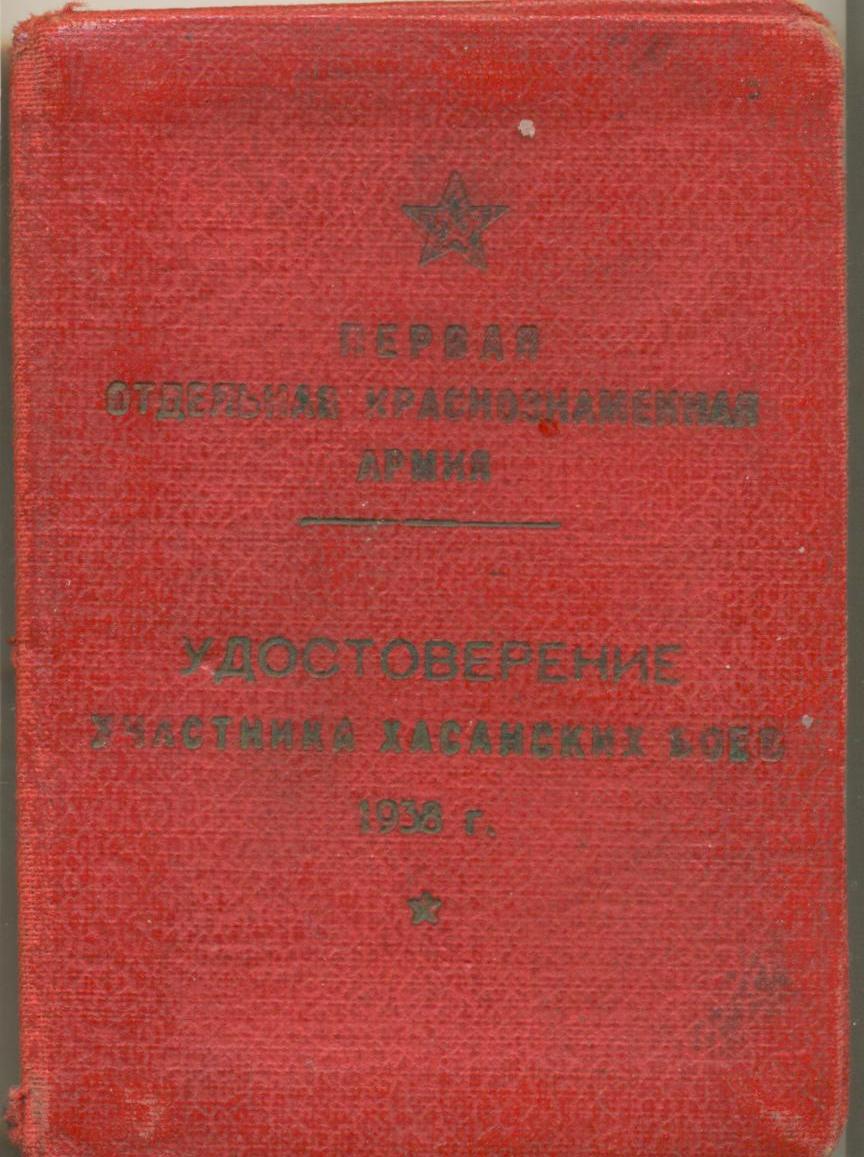 ПЕРВАЯ
ОТДЕЛЬНАЯ КРАСНОЗНАМЕННАЯ
АРМИЯ
УДОСТОВЕРЕНИЕ
УЧАСТНИКА ХАСАНСКИХ БОЕВ
1938 г.